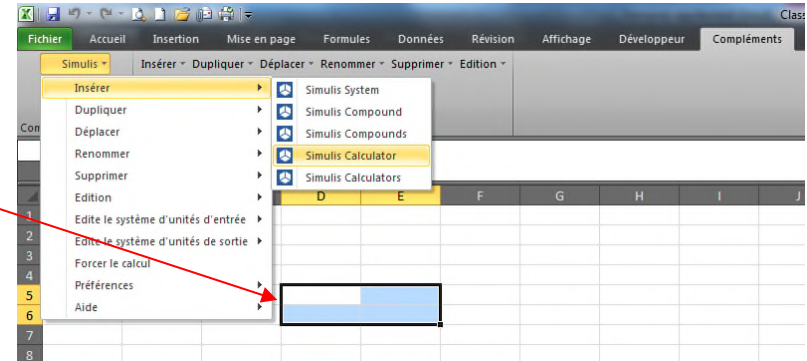 Clas
Fichier Accueil Insertion Mise en page Formules Données Révision Affichage Développeur Compléments
Simulis Insérer Dupliquer Déplacer Renommer Supprimer Edition
Insérer
Simulis System
Dupliquer
Simulis Compound
Com
Déplacer
Simulis Compounds
Renommer
Simulis Calculator
Supprimer
Simulis Calculators
Edition
D E F G H I J
Edite le système d'unités d'entrée
1
Edite le système d'unités de sortie
2
Forcer le calcul
3
Préférences
4
Aide
5
6
7
8